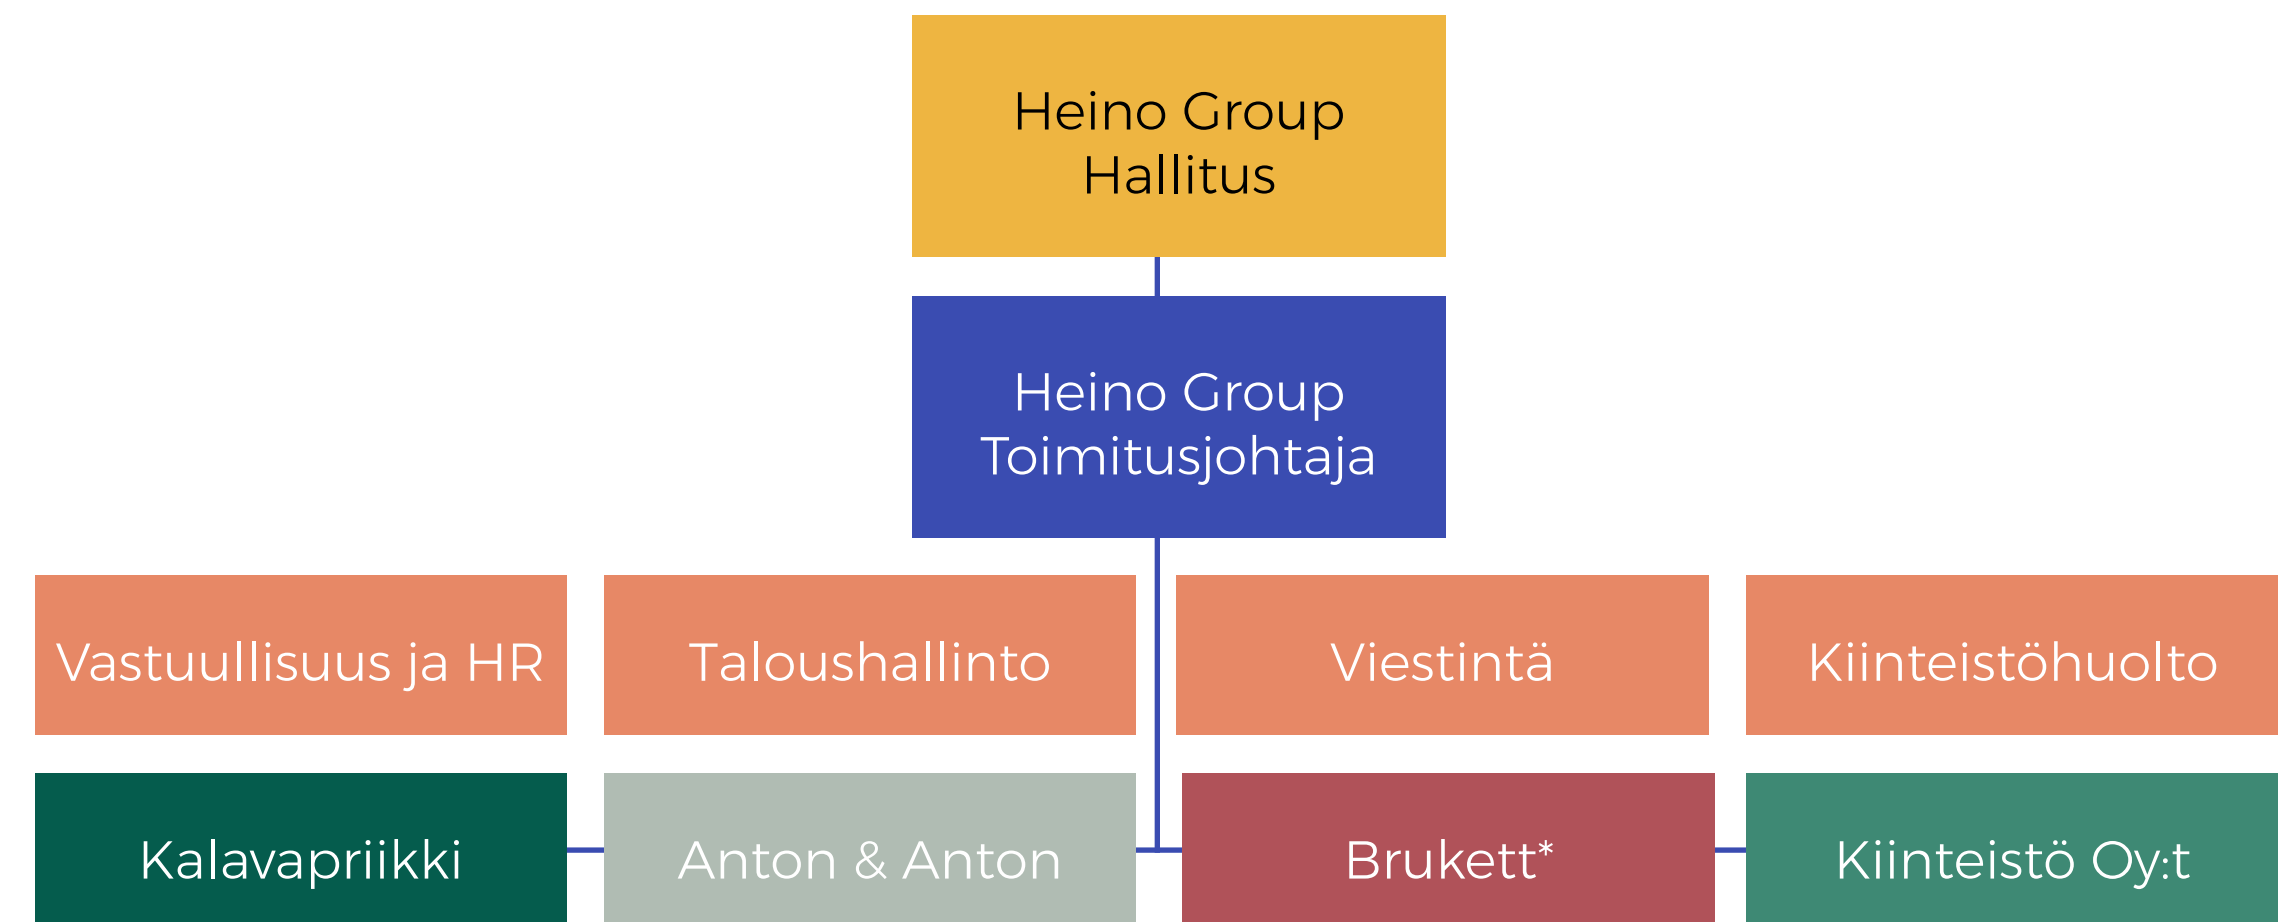 Heino Group
Hallitus
Heino Group
Toimitusjohtaja
Vastuullisuus ja HR
Taloushallinto
Viestintä
Kiinteistöhuolto
Kalavapriikki
Anton & Anton
Brukett*
Kiinteistö Oy:t